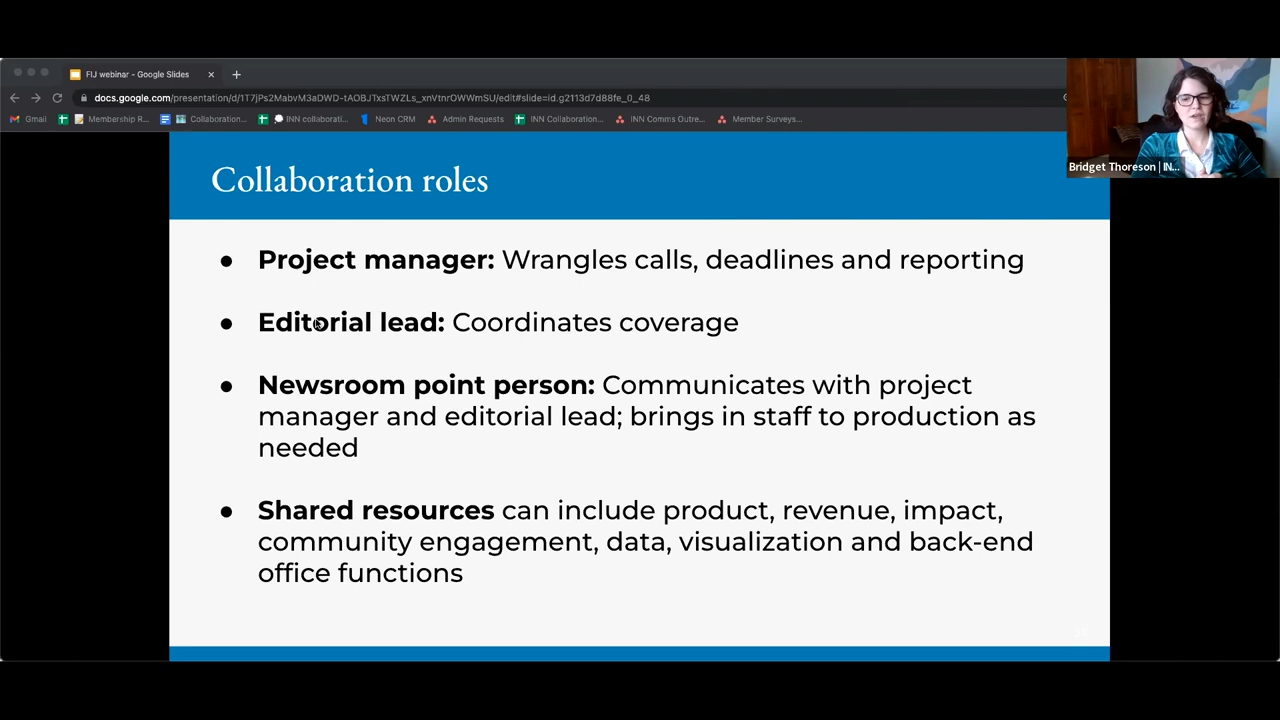 FIJ webinar - Google Slides
docs.google.com/presentation/d/1T7jPs2MabvM3aDWD-tAOBJTxsTWZLs_xnVtnrOWWmSU/edit#slide=id.g2113d7d88fe_0_48
Gmail
Membership R...
Collaboration...
INN collaborati...
Neon CRM
Admin Requests
INN Collaboration...
INN Comms Outre...
Member Surveys...
Bridget Thoreson | IN...
Collaboration roles
● Project manager: Wrangles calls, deadlines and reporting
● Editorial lead: Coordinates coverage
● Newsroom point person: Communicates with project
manager and editorial lead; brings in staff to production as
needed
● Shared resources can include product, revenue, impact,
community engagement, data, visualization and back-end
office functions